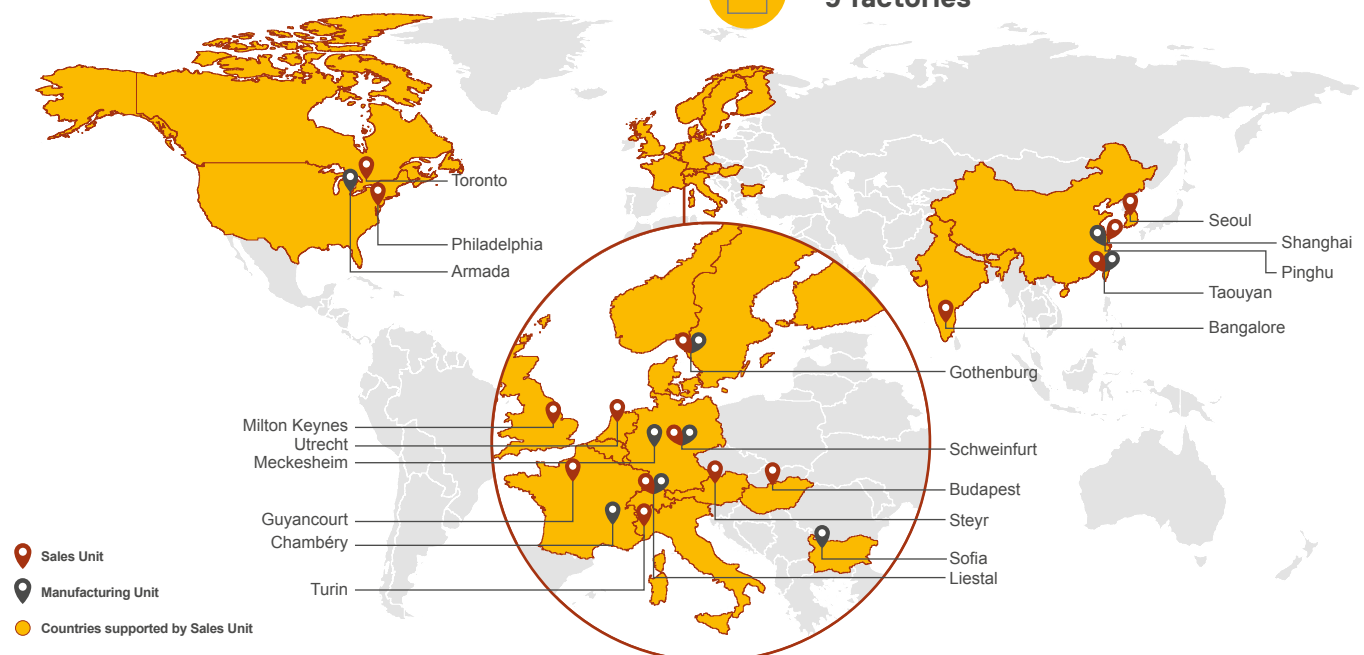 9 factories
Toronto
Philadelphia
Armada
Seoul
Shanghai
Pinghu
Taouyan
Bangalore
Gothenburg
Milton Keynes
Utrecht
Meckesheim
Schweinfurt
Budapest
Guyancourt
Steyr
Chambéry
Sofia
Liestal
Turin
Sales Unit
Manufacturing Unit
Countries supported by Sales Unit